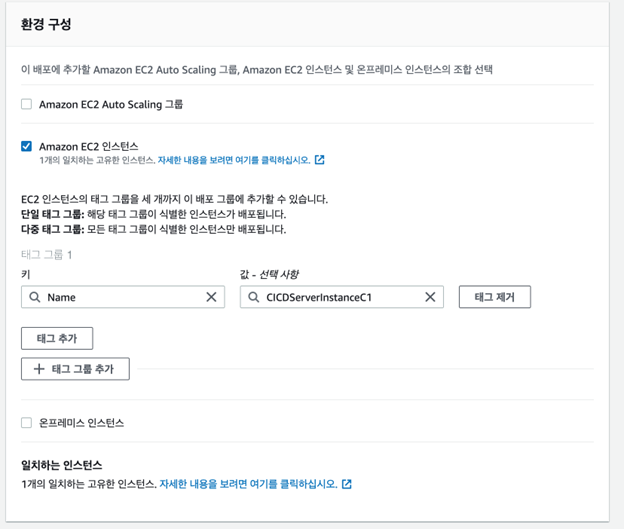 환경 구성
이 배포에 추가할 Amazon EC2 Auto Scaling 그룹, Amazon EC2 인스턴스 및 온프레미스 인스턴스의 조합 선택
Amazon EC2 Auto Scaling 그룹
Amazon EC2 인스턴스
1개의 일치하는 고유한 인스턴스. 자세한 내용을 보려면 여기를 클릭하십시오.
EC2 인스턴스의 태그 그룹을 세 개까지 이 배포 그룹에 추가할 수 있습니다.
단일 태그 그룹: 해당 태그 그룹이 식별한 인스턴스가 배포됩니다.
다중 태그 그룹: 모든 태그 그룹이 식별한 인스턴스만 배포됩니다.
태그 그룹 1
키 값 - 선택 사항
Name CICDServerInstanceC1 태그 제거
태그 추가
태그 그룹 추가
온프레미스 인스턴스
일치하는 인스턴스
1개의 일치하는 고유한 인스턴스. 자세한 내용을 보려면 여기를 클릭하십시오.